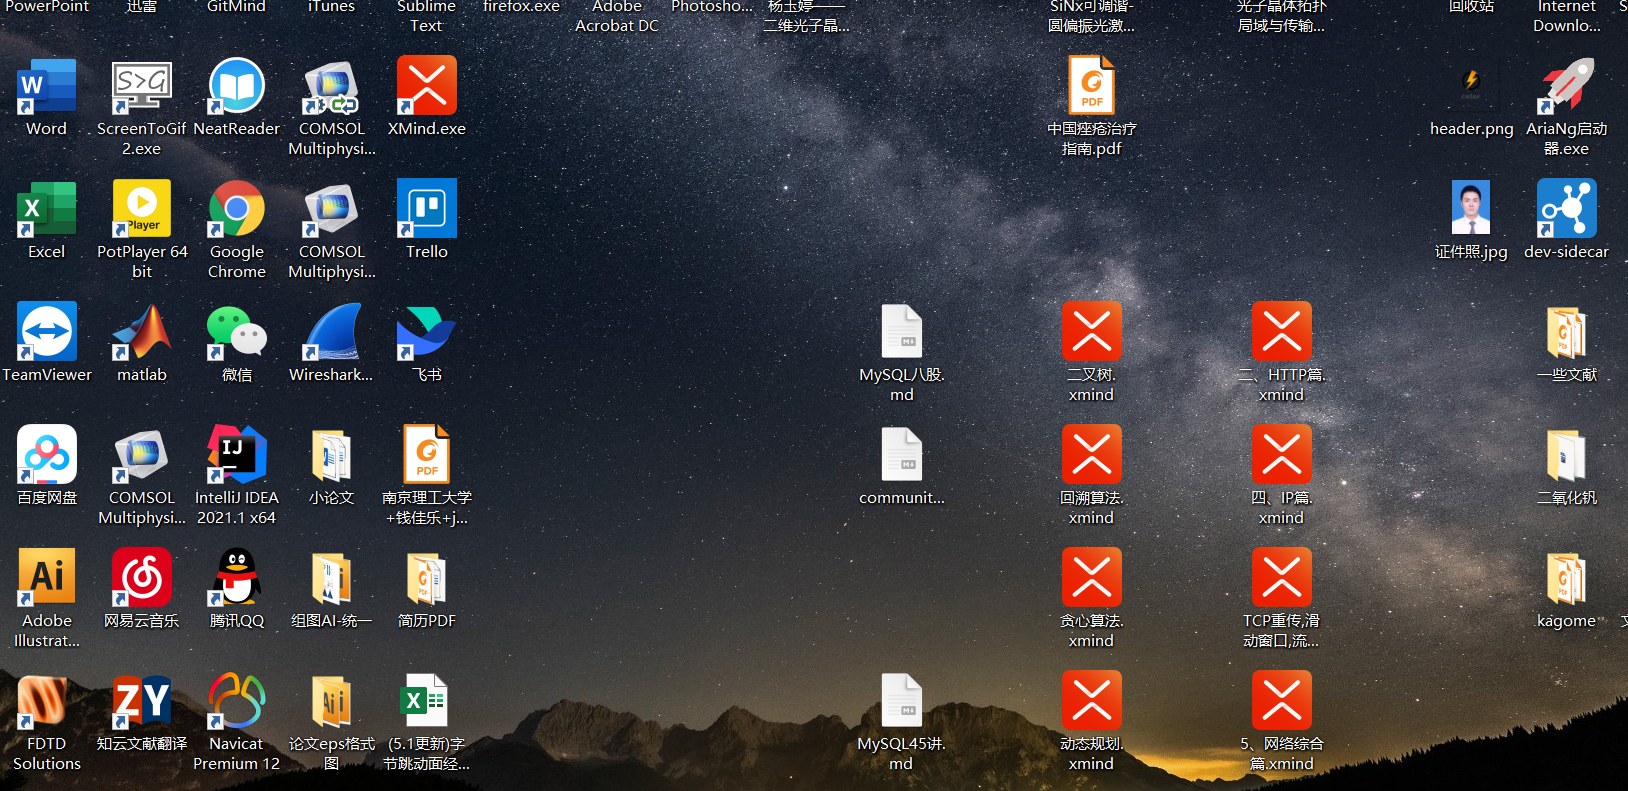 PowerPoint
迅雷
GitMind
iTunes
Sublime
Text
firefox.exe
Adobe
Acrobat DC
Photosho...
杨玉婷——
二维光子晶...
SiNx可调谐-
圆偏振光激...
光子晶体拓扑
局域与传输...
回收站
Internet
Downlo...
Word
S>G
ScreenToGif
2.exe
NeatReader
COMSOL
Multiphysi...
XMind.exe
PDF
中国痤疮治疗
指南.pdf
header.png
AriaNg启动
器.exe
Excel
Player
PotPlayer 64
bit
Google
Chrome
COMSOL
Multiphysi...
Trello
证件照.jpg
dev-sidecar
TeamViewer
matlab
微信
Wireshark...
飞书
MySQL八股.
md
二叉树.
xmind
二、HTTP篇.
xmind
一些文献
百度网盘
COMSOL
Multiphysi...
IJ
IntelliJ IDEA
2021.1 x64
小论文
PDF
南京理工大学
+钱佳乐+j...
communit...
回溯算法.
xmind
四、IP篇.
xmind
二氧化钒
Ai
Adobe
Illustrat...
网易云音乐
腾讯QQ
组图AI-统一
简历PDF
贪心算法.
xmind
TCP重传,滑
动窗口,流...
kagome
FDTD
Solutions
ZY
知云文献翻译
Navicat
Premium 12
论文eps格式
图
(5.1更新)字
节跳动面经...
MySQL45讲.
md
动态规划.
xmind
5、网络综合
篇.xmind